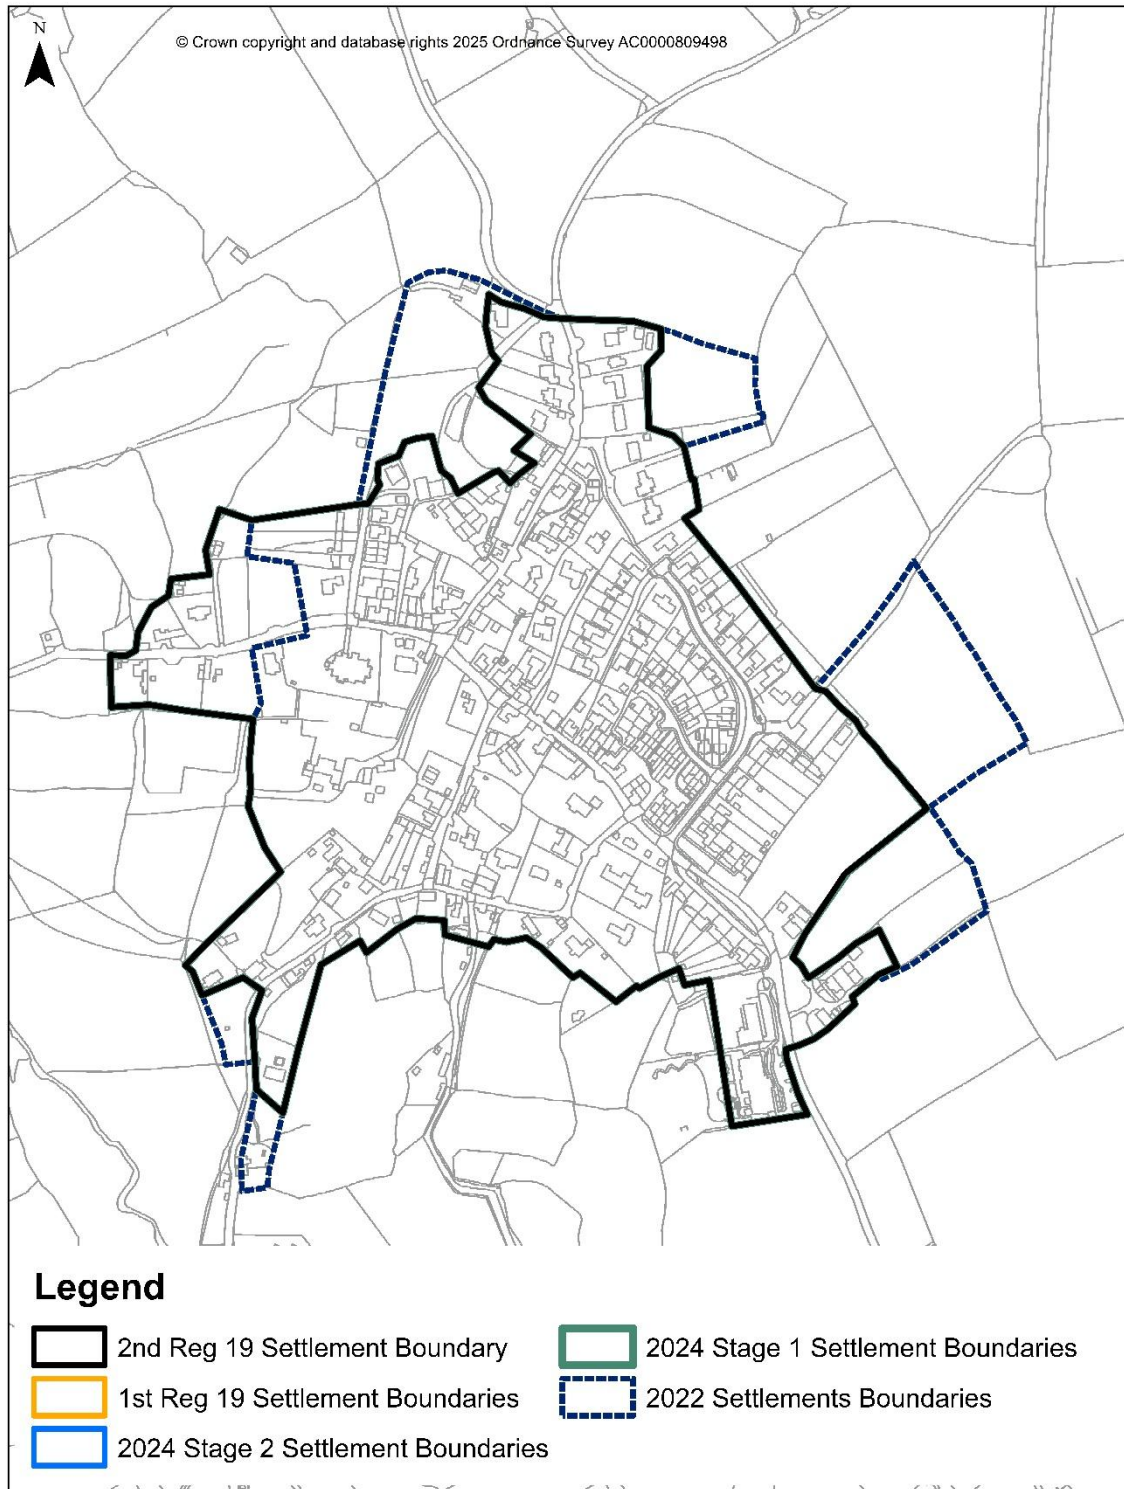 N
© Crown copyright and database rights 2025 Ordnance Survey AC0000809498
Legend
2nd Reg 19 Settlement Boundary
1st Reg 19 Settlement Boundaries
2024 Stage 2 Settlement Boundaries
2024 Stage 1 Settlement Boundaries
2022 Settlements Boundaries